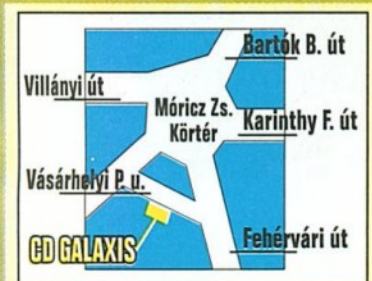 Bartók B. út
Villányi út
Móricz Zs.
Körtér
Karinthy F. út
Vásárhelyi P. u.
CD GALAXIS
Fehérvári út